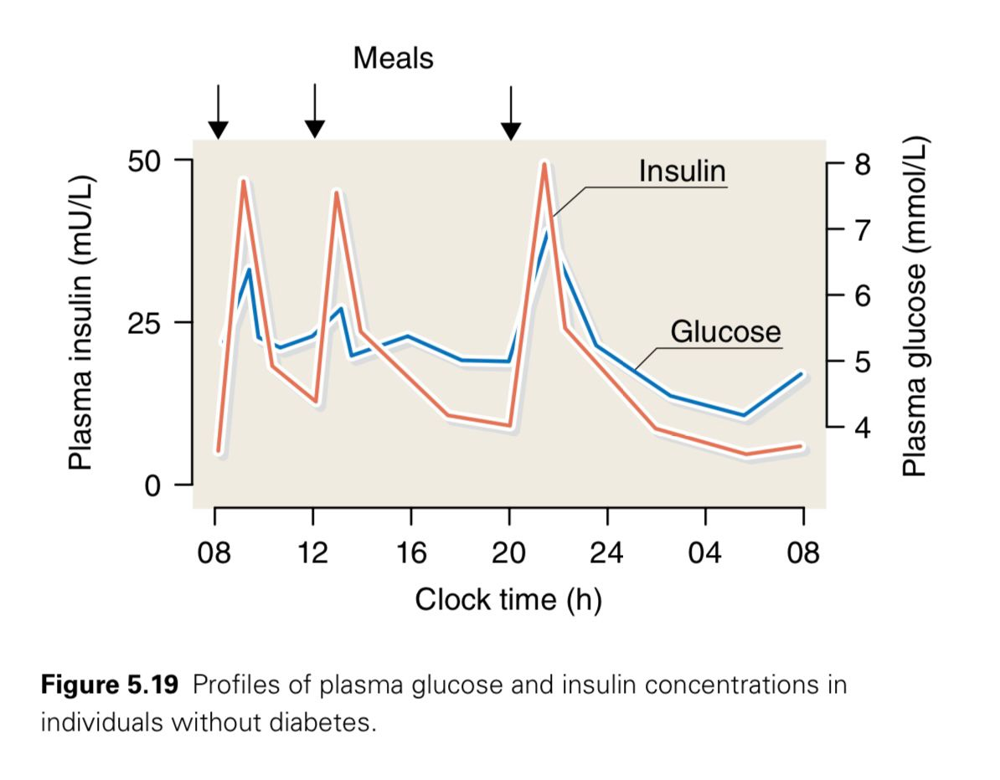 Meals
50
25
0
Plasma insulin (mU/L)
Insulin
Glucose
8
7
6
5
4
Plasma glucose (mmol/L)
08 12 16 20 24 04 08
Clock time (h)
Figure 5.19 Profiles of plasma glucose and insulin concentrations in
individuals without diabetes.